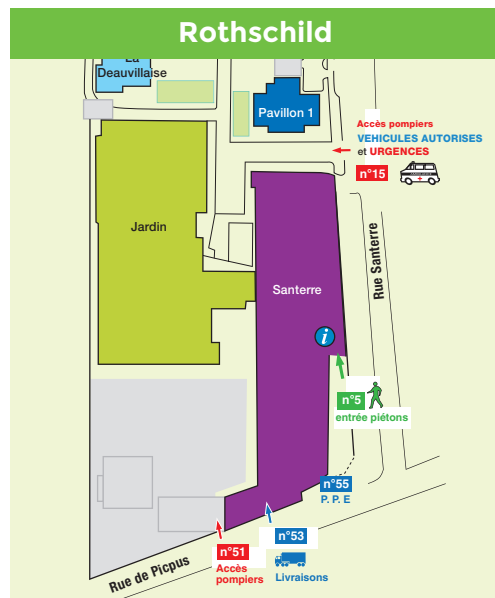 Rothschild
La
Deauvillaise
Pavillon 1
Accès pompiers
VEHICULES AUTORISES
et URGENCES
n°15
AMBULANCE
Jardin
Rue Santerre
Santerre
i
n°5
entrée piétons
n°55
P. P. E
n°53
Livraisons
n°51
Accès
pompiers
Rue de Picpus